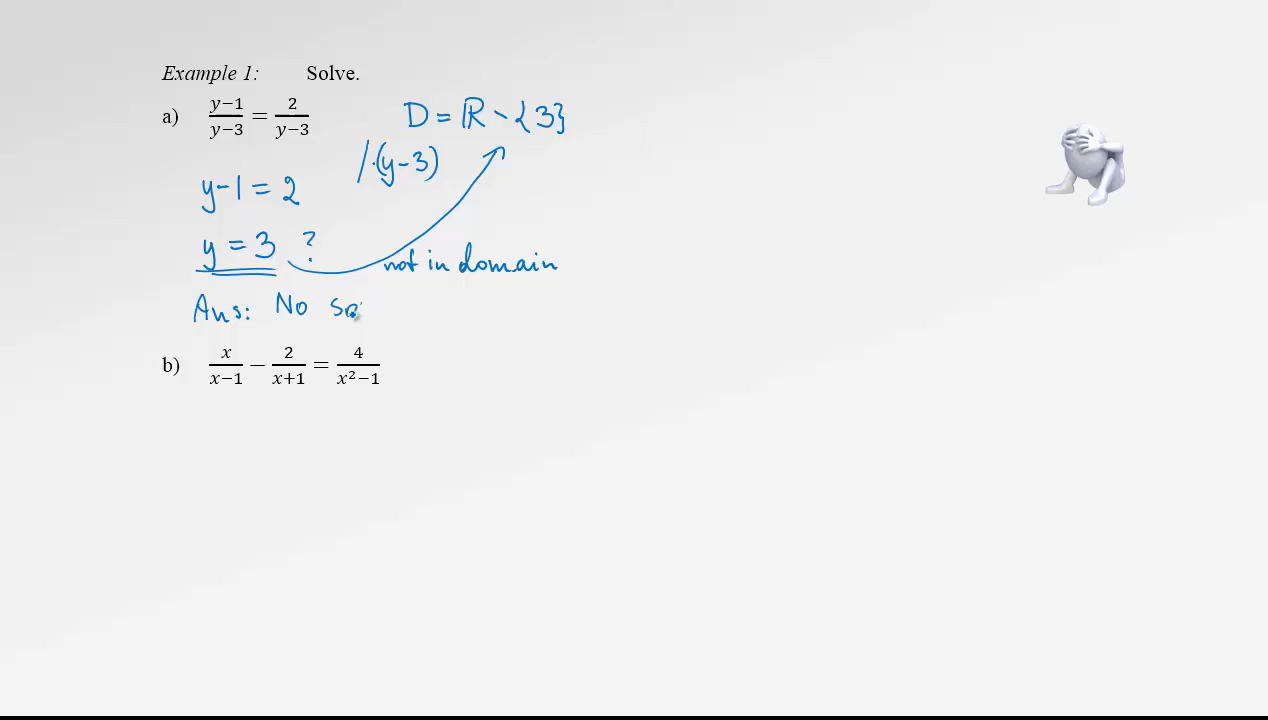 Example 1: Solve.
a) y−1/y−3 = 2/y−3 D = ℝ \ {3}
/·(y−3)
y−1 = 2
y = 3 ?
not in domain
Ans: No so
b) x/x−1 − 2/x+1 = 4/x²−1